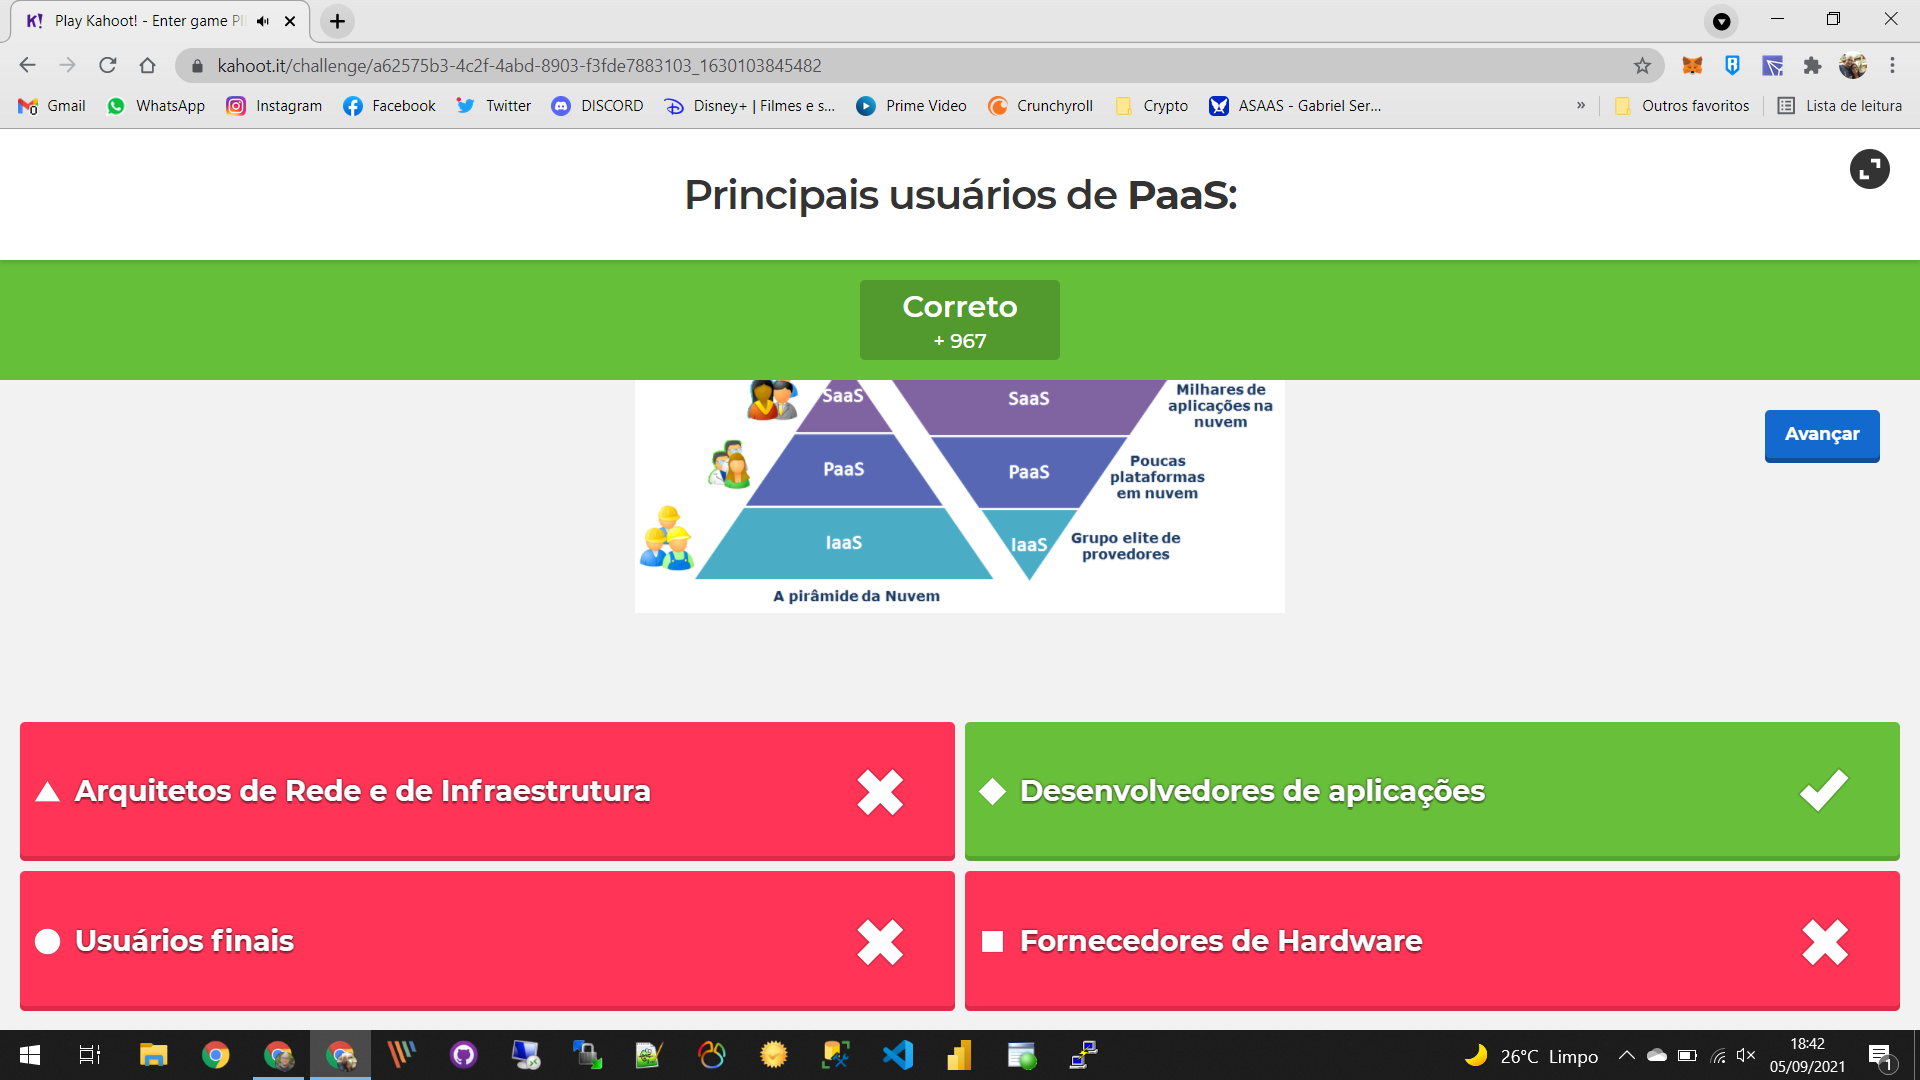 Play Kahoot! - Enter game P
kahoot.it/challenge/a62575b3-4c2f-4abd-8903-f3fde7883103_1630103845482
Gmail
WhatsApp
Instagram
Facebook
Twitter
DISCORD
Disney+ | Filmes e s...
Prime Video
Crunchyroll
Crypto
ASAAS - Gabriel Ser...
»
Outros favoritos
Lista de leitura
Principais usuários de PaaS:
Correto
+ 967
Avançar
SaaS
PaaS
IaaS
A pirâmide da Nuvem
SaaS
PaaS
IaaS
Milhares de
aplicações na
nuvem
Poucas
plataformas
em nuvem
Grupo elite de
provedores
Arquitetos de Rede e de Infraestrutura
Desenvolvedores de aplicações
Usuários finais
Fornecedores de Hardware
26°C Limpo
18:42
05/09/2021
1